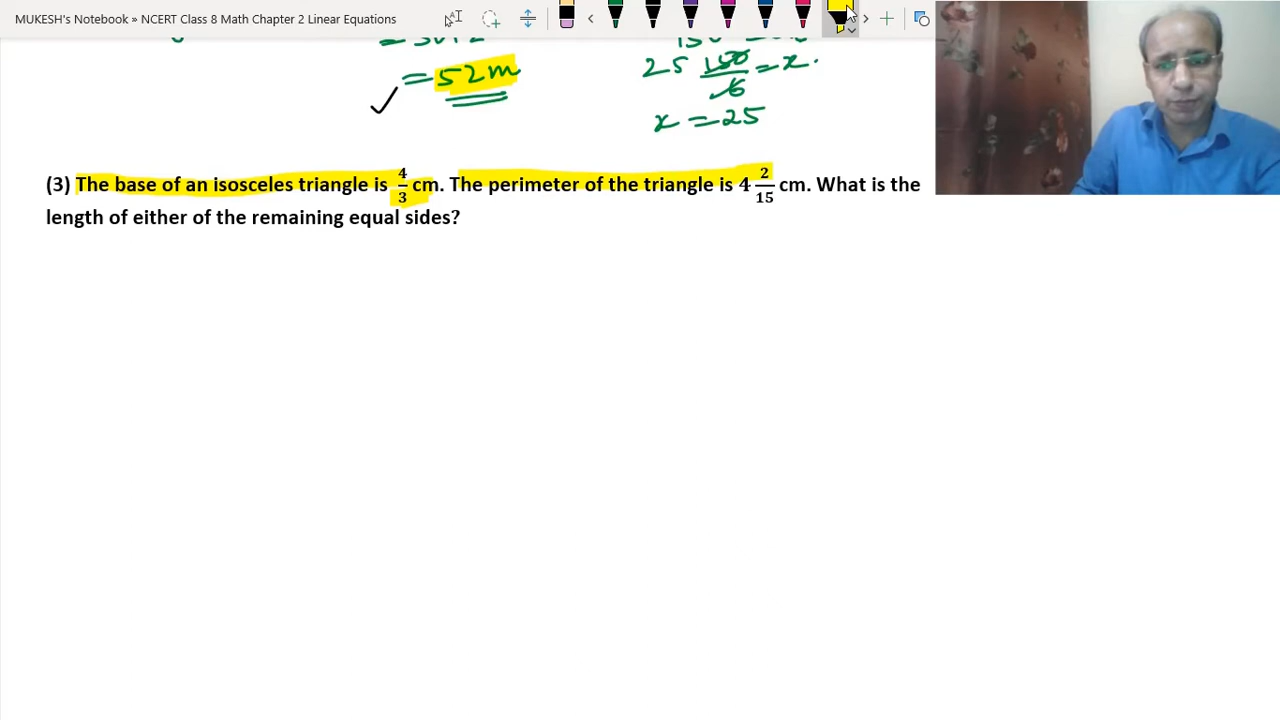 MUKESH's Notebook » NCERT Class 8 Math Chapter 2 Linear Equations
= 52m
25 150/6 = x.
x = 25
(3) The base of an isosceles triangle is 4/3 cm. The perimeter of the triangle is 4 2/15 cm. What is the
length of either of the remaining equal sides?